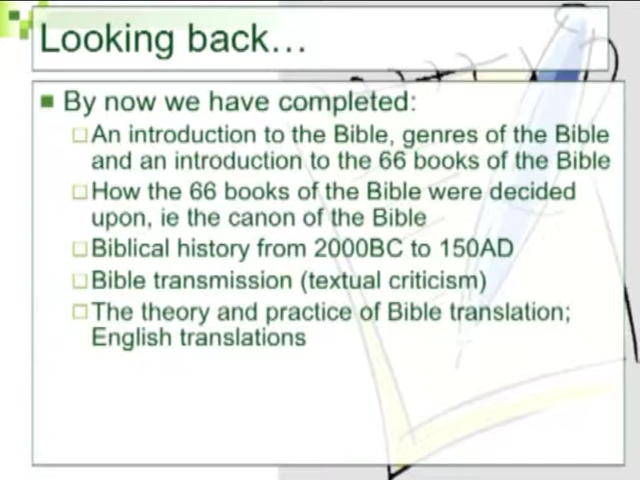 Looking back…
By now we have completed:
An introduction to the Bible, genres of the Bible
and an introduction to the 66 books of the Bible
How the 66 books of the Bible were decided
upon, ie the canon of the Bible
Biblical history from 2000BC to 150AD
Bible transmission (textual criticism)
The theory and practice of Bible translation;
English translations